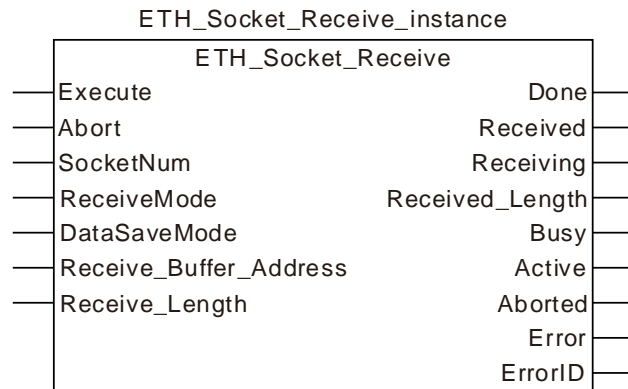 ETH_Socket_Receive_instance
ETH_Socket_Receive
Execute Done
Abort Received
SocketNum Receiving
ReceiveMode Received_Length
DataSaveMode Busy
Receive_Buffer_Address Active
Receive_Length Aborted
Error
ErrorID